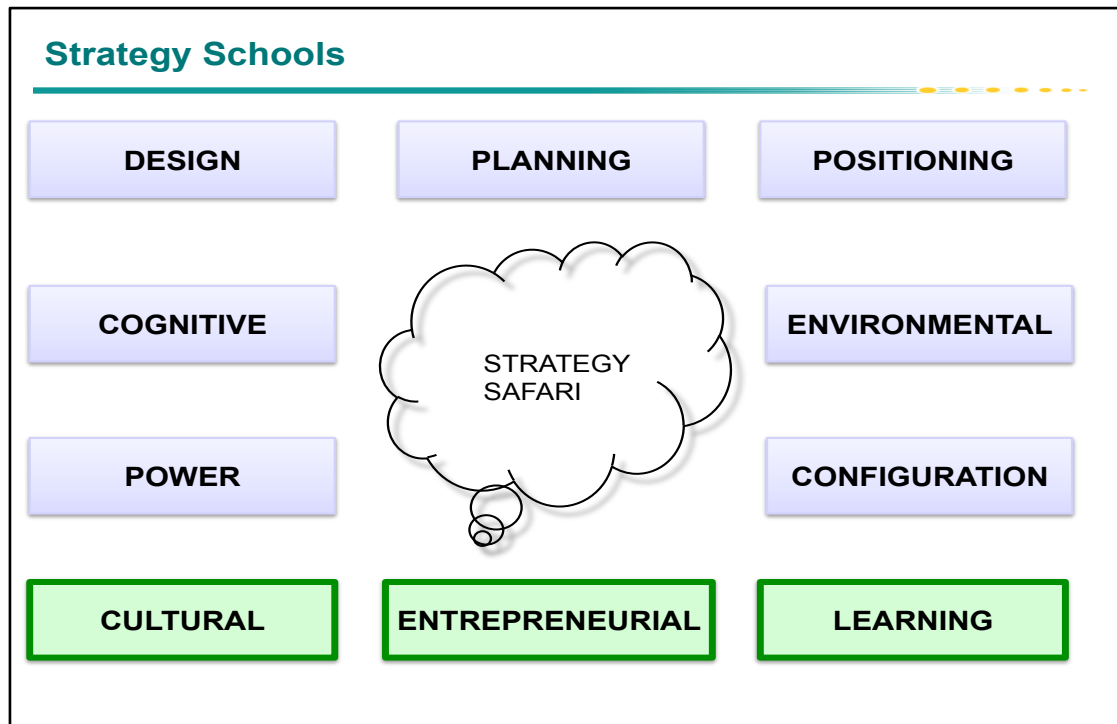 Strategy Schools
DESIGN
PLANNING
POSITIONING
COGNITIVE
STRATEGY
SAFARI
ENVIRONMENTAL
POWER
CONFIGURATION
CULTURAL
ENTREPRENEURIAL
LEARNING